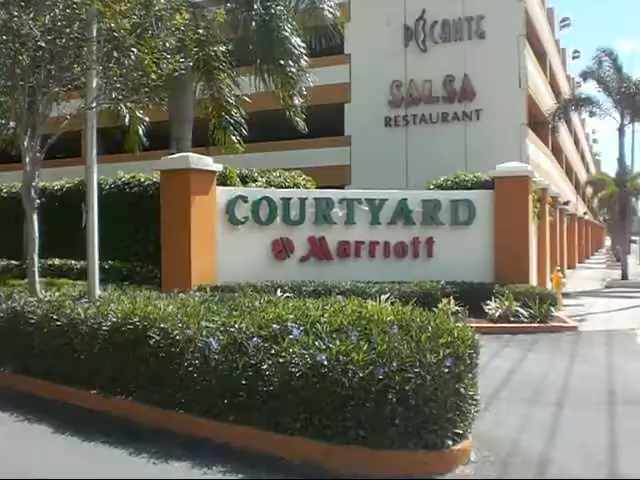 PiCANTE
SALSA
RESTAURANT
COURTYARD
Marriott